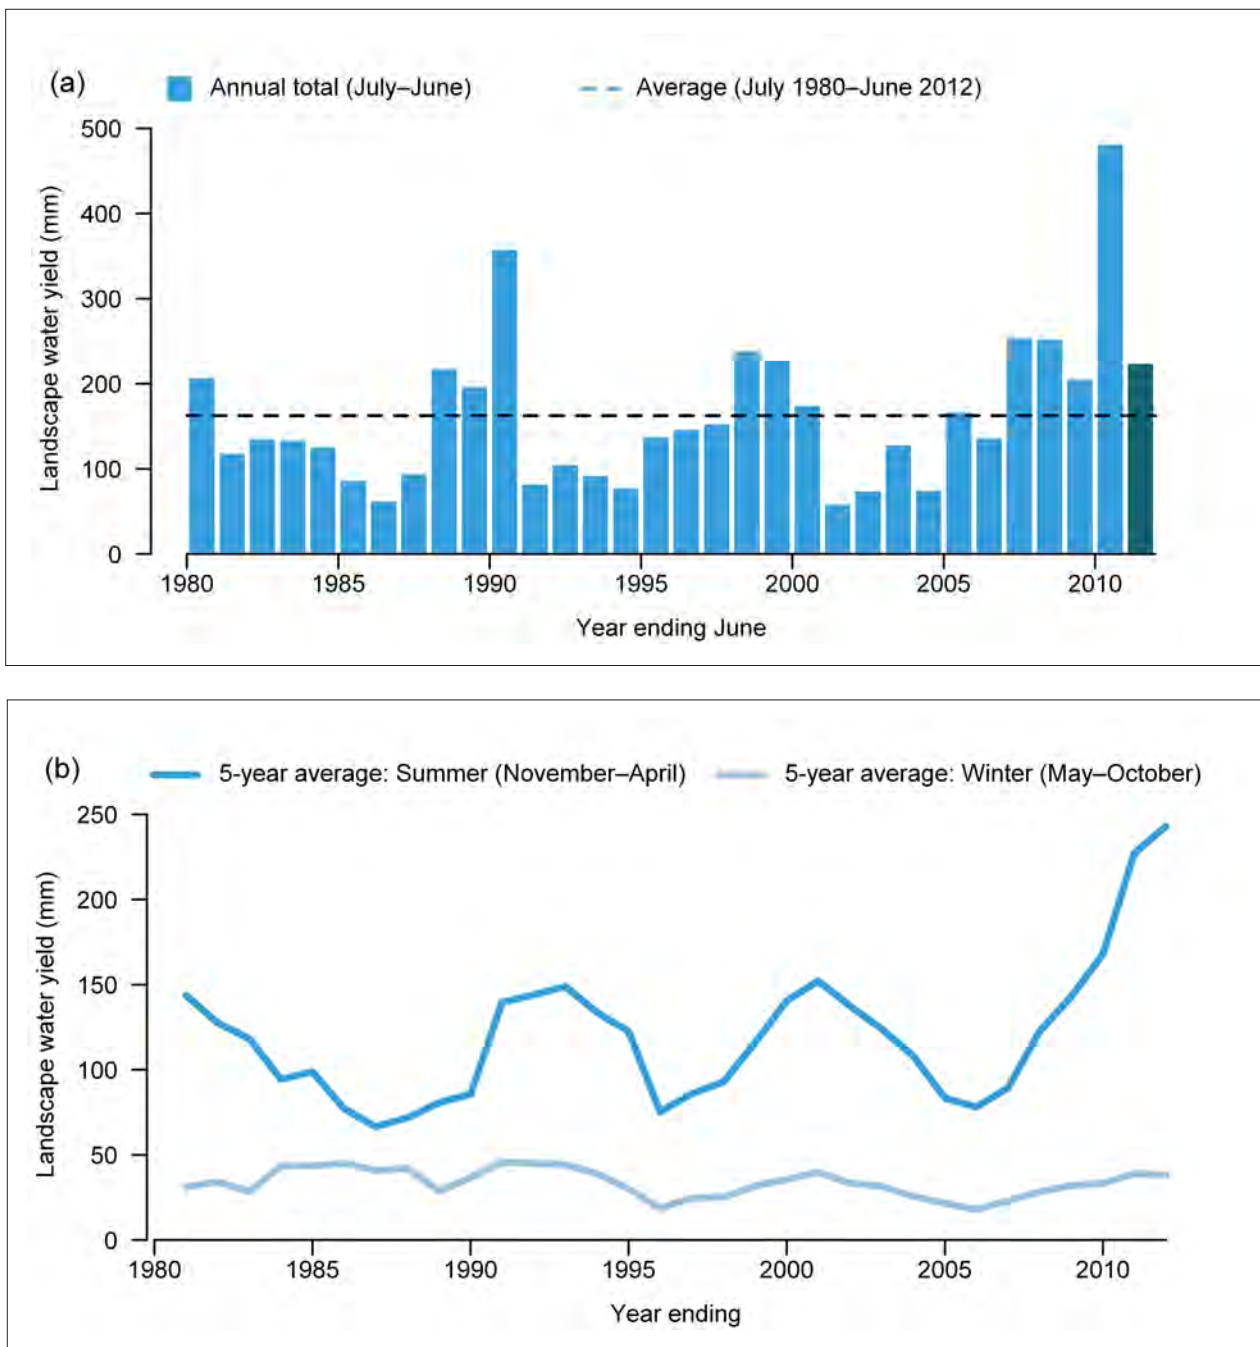 (a)
Annual total (July–June)
Average (July 1980–June 2012)
500
400
300
200
100
0
Landscape water yield (mm)
1980
1985
1990
1995
2000
2005
2010
Year ending June
(b)
5-year average: Summer (November–April)
5-year average: Winter (May–October)
250
200
150
100
50
0
Landscape water yield (mm)
1980
1985
1990
1995
2000
2005
2010
Year ending